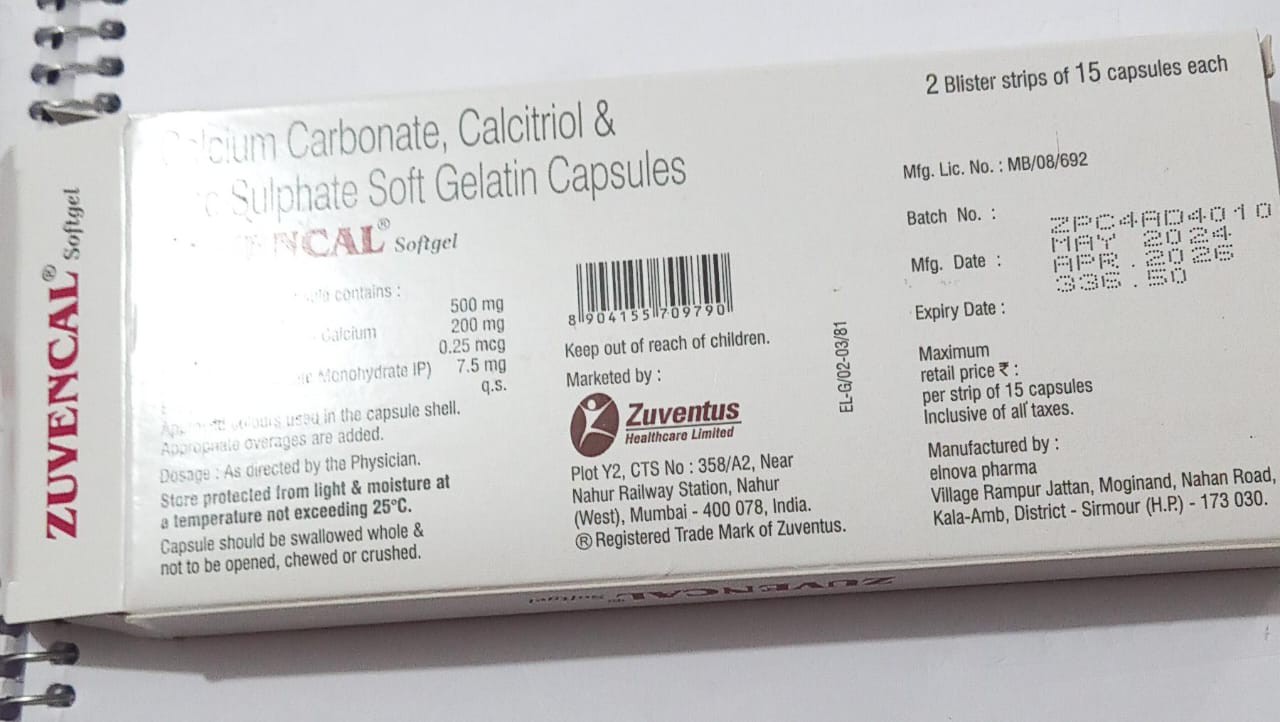 ZUVENCAL® Softgel
Calcium Carbonate, Calcitriol &
Sulphate Soft Gelatin Capsules
ENCAL® Softgel
contains :
500 mg
Calcium 200 mg
0.25 mcg
Monohydrate IP) 7.5 mg
q.s.
used in the capsule shell.
Appropriate overages are added.
Dosage : As directed by the Physician.
Store protected from light & moisture at
a temperature not exceeding 25°C.
Capsule should be swallowed whole &
not to be opened, chewed or crushed.
8 904155 709790
Keep out of reach of children.
Marketed by :
Zuventus
Healthcare Limited
Plot Y2, CTS No : 358/A2, Near
Nahur Railway Station, Nahur
(West), Mumbai - 400 078, India.
® Registered Trade Mark of Zuventus.
EL-G/02-03/81
2 Blister strips of 15 capsules each
Mfg. Lic. No. : MB/08/692
Batch No. : ZPC4AD4010
Mfg. Date : MAY 2024
Expiry Date : APR. 2026
336.50
Maximum
retail price ₹ :
per strip of 15 capsules
Inclusive of all taxes.
Manufactured by :
elnova pharma
Village Rampur Jattan, Moginand, Nahan Road,
Kala-Amb, District - Sirmour (H.P.) - 173 030.
ZUVENCAL® Softgel